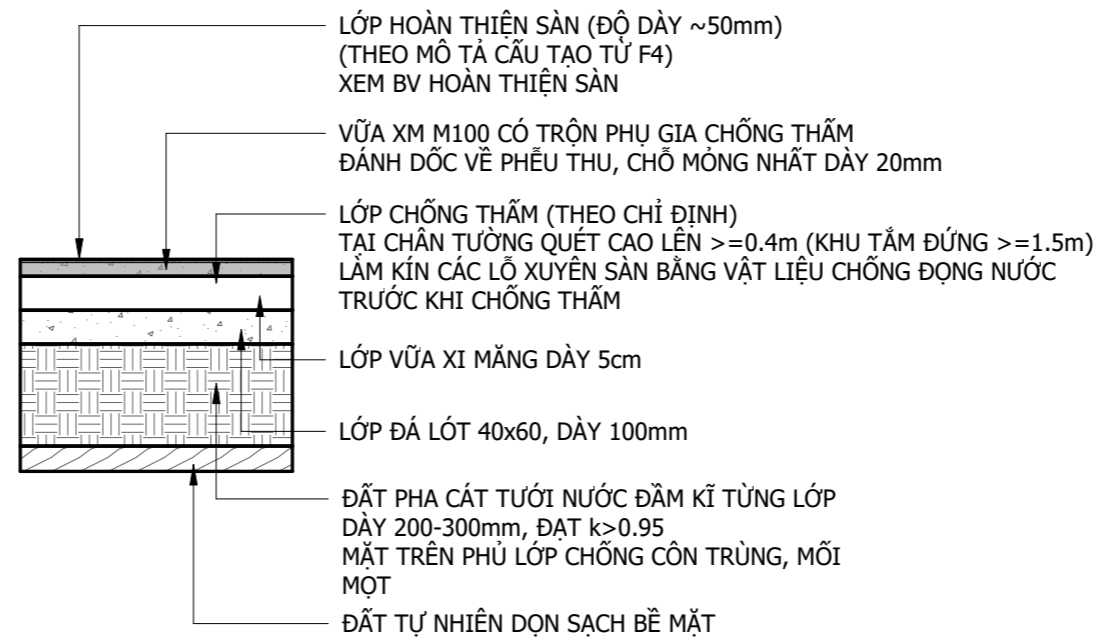 LỚP HOÀN THIỆN SÀN (ĐỘ DÀY ~50mm)
(THEO MÔ TẢ CẤU TẠO TỪ F4)
XEM BV HOÀN THIỆN SÀN
VỮA XM M100 CÓ TRỘN PHỤ GIA CHỐNG THẤM
ĐÁNH DỐC VỀ PHỄU THU, CHỖ MỎNG NHẤT DÀY 20mm
LỚP CHỐNG THẤM (THEO CHỈ ĐỊNH)
TẠI CHÂN TƯỜNG QUÉT CAO LÊN >=0.4m (KHU TẮM ĐỨNG >=1.5m)
LÀM KÍN CÁC LỖ XUYÊN SÀN BẰNG VẬT LIỆU CHỐNG ĐỌNG NƯỚC
TRƯỚC KHI CHỐNG THẤM
LỚP VỮA XI MĂNG DÀY 5cm
LỚP ĐÁ LÓT 40x60, DÀY 100mm
ĐẤT PHA CÁT TƯỚI NƯỚC ĐẦM KĨ TỪNG LỚP
DÀY 200-300mm, ĐẠT k>0.95
MẶT TRÊN PHỦ LỚP CHỐNG CÔN TRÙNG, MỐI
MỌT
ĐẤT TỰ NHIÊN DỌN SẠCH BỀ MẶT